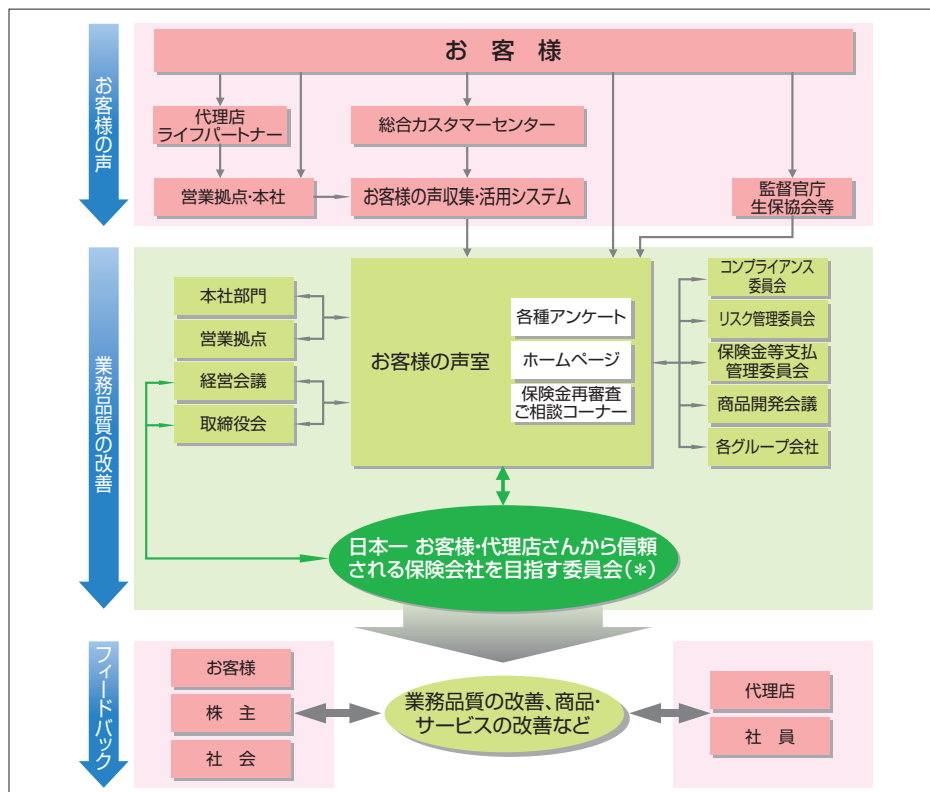 お客様の声
お 客 様
代理店
ライフパートナー
総合カスタマーセンター
営業拠点・本社
お客様の声収集・活用システム
監督官庁
生保協会等
業務品質の改善
本社部門
営業拠点
経営会議
取締役会
お客様の声室
各種アンケート
ホームページ
保険金再審査
ご相談コーナー
コンプライアンス
委員会
リスク管理委員会
保険金等支払
管理委員会
商品開発会議
各グループ会社
日本一 お客様・代理店さんから信頼
される保険会社を目指す委員会(＊)
フィードバック
お客様
株 主
社 会
業務品質の改善、商品・
サービスの改善など
代理店
社 員